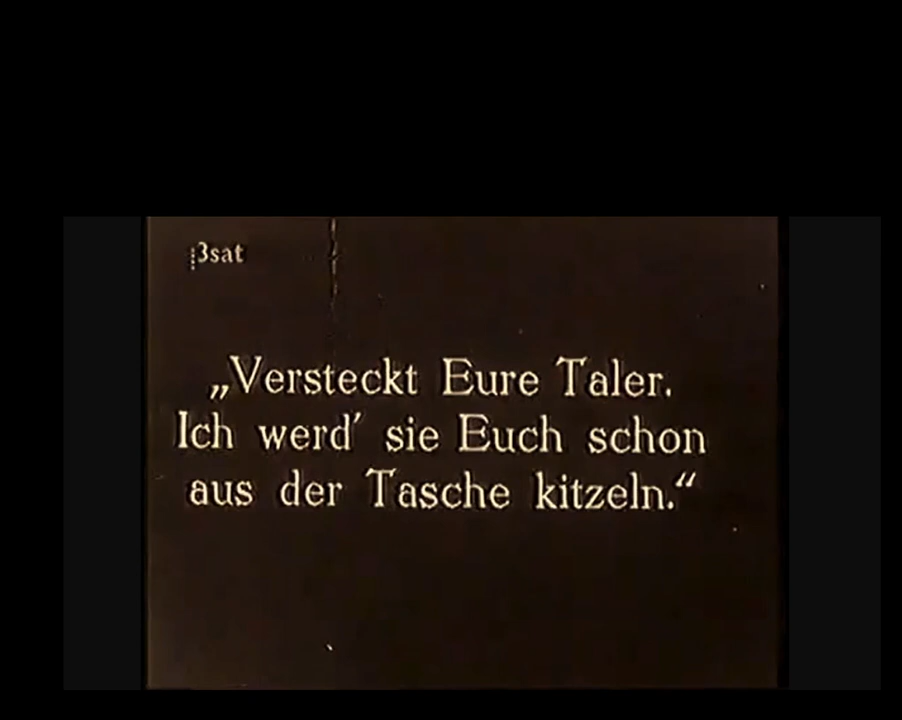 3sat
„Versteckt Eure Taler.
Ich werd’ sie Euch schon
aus der Tasche kitzeln.“